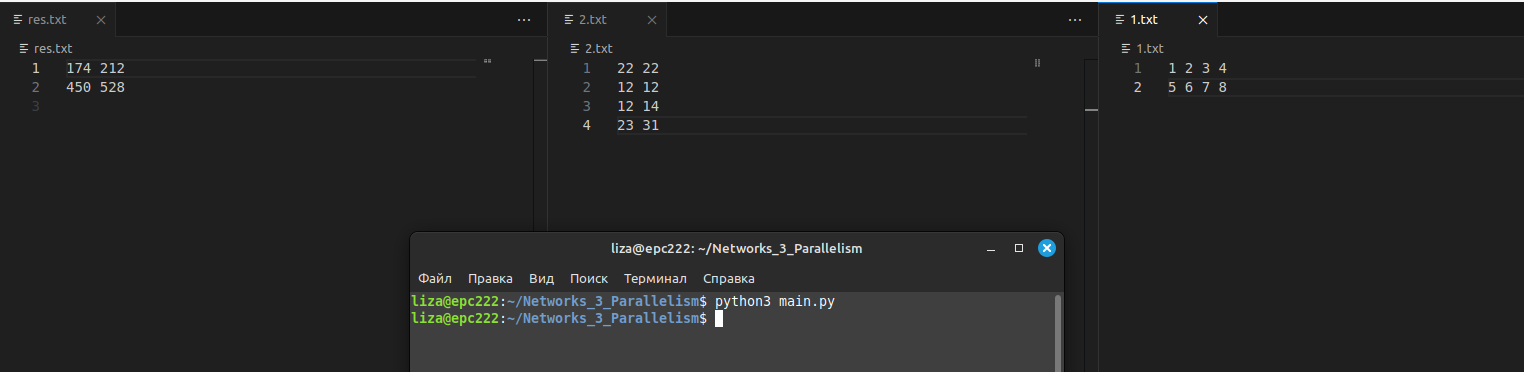 res.txt
res.txt
1 174 212
2 450 528
3
2.txt
2.txt
1 22 22
2 12 12
3 12 14
4 23 31
1.txt
1.txt
1 1 2 3 4
2 5 6 7 8
liza@epc222: ~/Networks_3_Parallelism
Файл Правка Вид Поиск Терминал Справка
liza@epc222:~/Networks_3_Parallelism$ python3 main.py
liza@epc222:~/Networks_3_Parallelism$